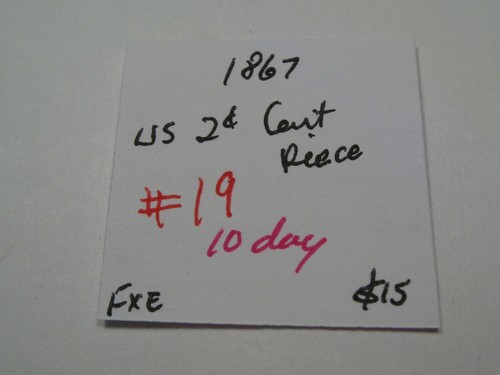 1867
US 2¢ Cent
Piece
#19
10 day
FXE $15